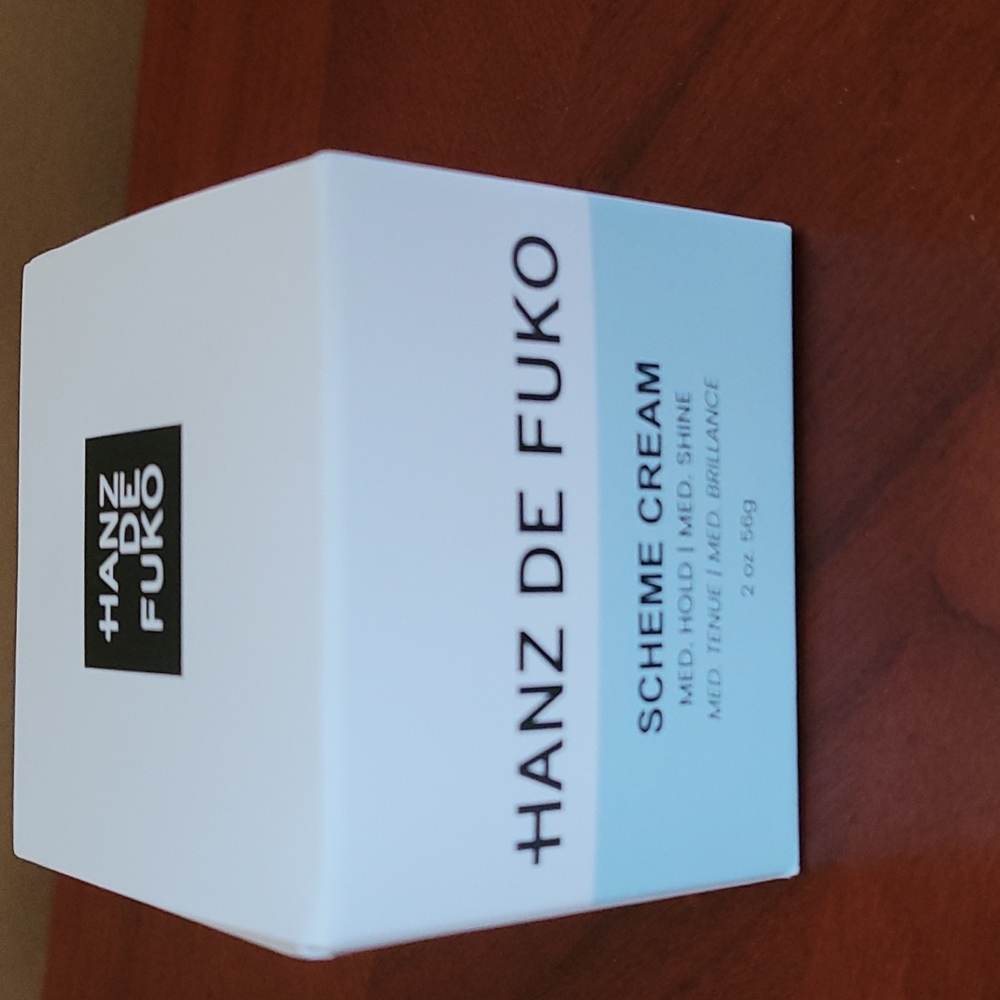 HANZ
DE
FUKO
HANZ DE FUKO
SCHEME CREAM
MED. HOLD | MED. SHINE
MED. TENUE | MED. BRILLANCE
2 oz. 56g